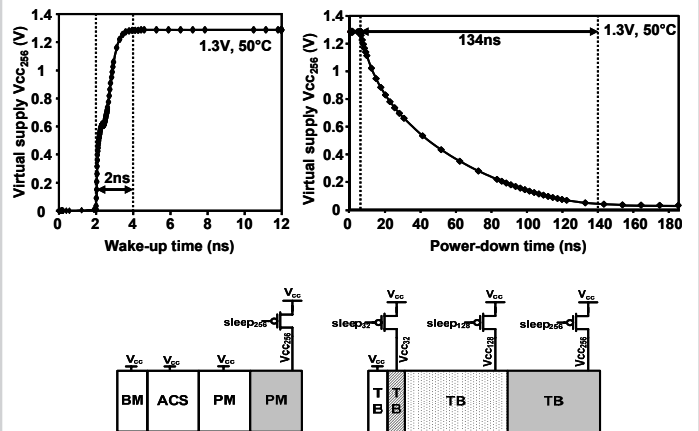 Virtual supply Vcc256 (V)
1.4
1.2
1
0.8
0.6
0.4
0.2
0
1.3V, 50°C
2ns
0 2 4 6 8 10 12
Wake-up time (ns)
Virtual supply Vcc256 (V)
1.4
1.2
1
0.8
0.6
0.4
0.2
0
134ns
1.3V, 50°C
0 20 40 60 80 100 120 140 160 180
Power-down time (ns)
Vcc
sleep256
Vcc256
Vcc Vcc Vcc
BM ACS PM PM
Vcc Vcc Vcc
sleep32 sleep128 sleep256
Vcc32 Vcc128 Vcc256
Vcc
TB TB TB TB